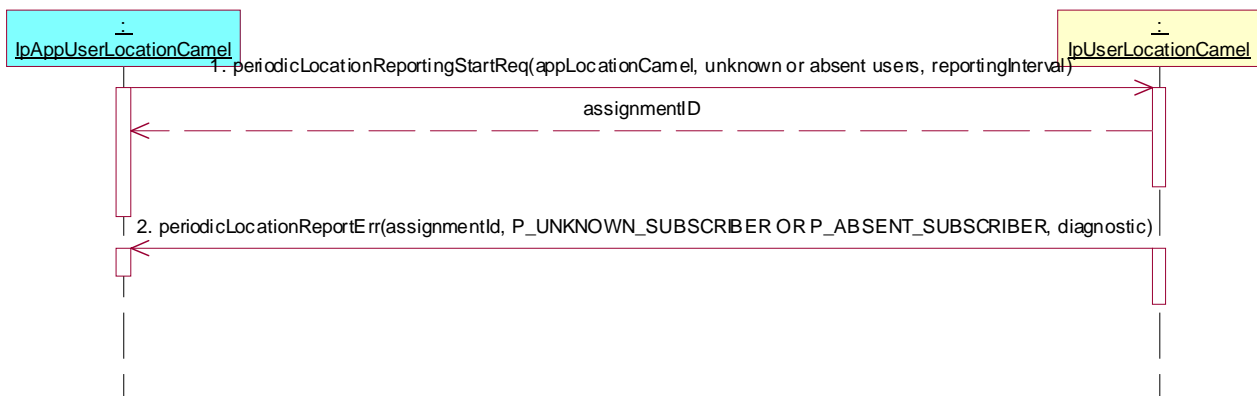 :
IpAppUserLocationCamel
:
IpUserLocationCamel
1. periodicLocationReportingStartReq(appLocationCamel, unknown or absent users, reportingInterval)
assignmentID
2. periodicLocationReportErr(assignmentId, P_UNKNOWN_SUBSCRIBER OR P_ABSENT_SUBSCRIBER, diagnostic)